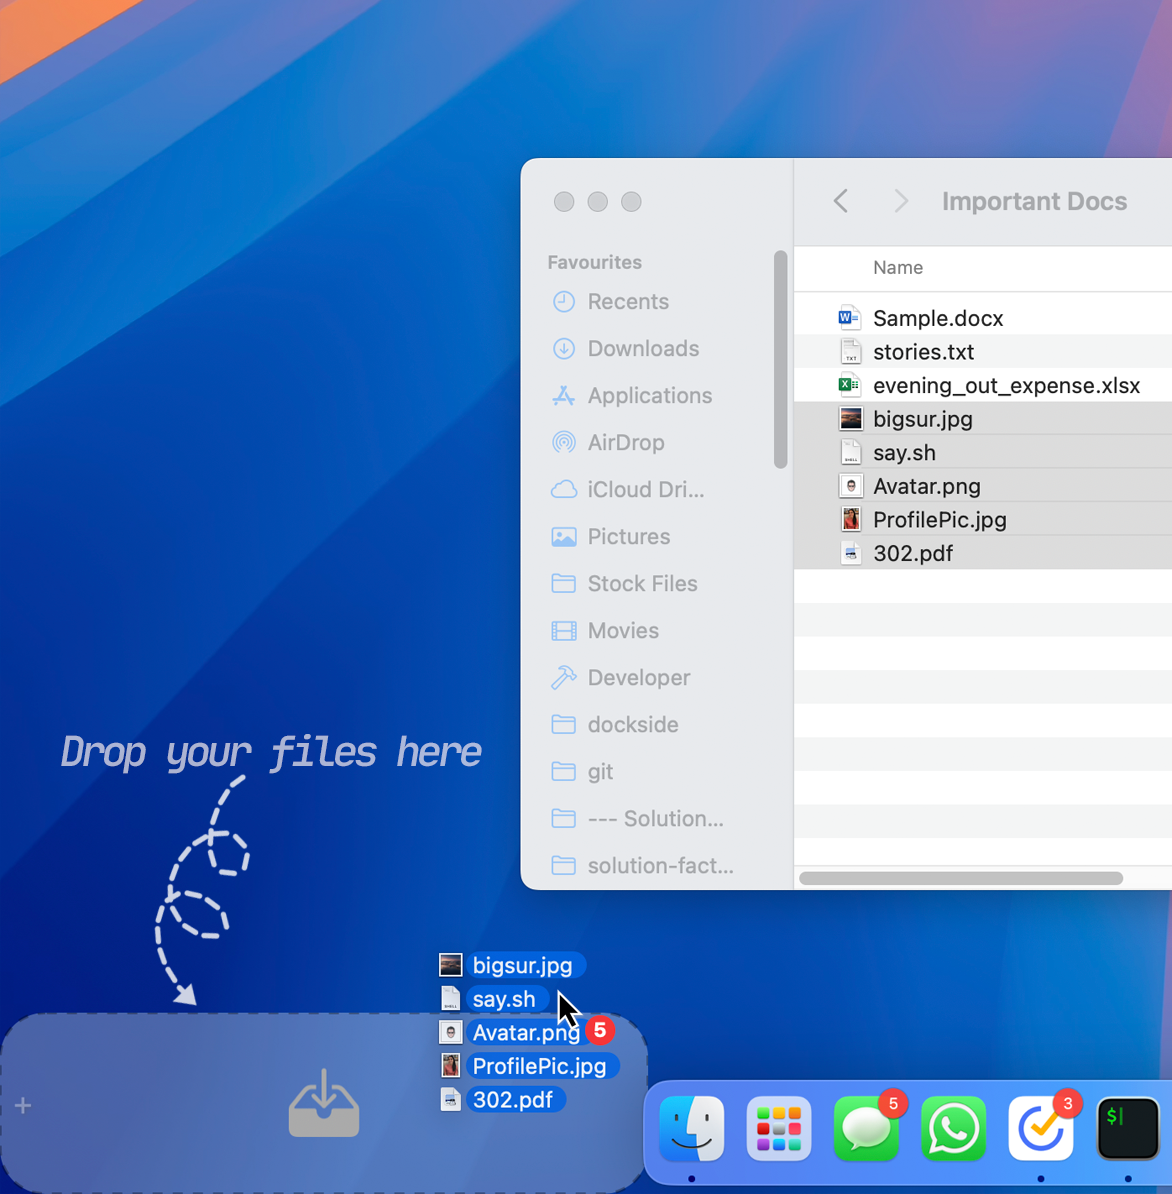 Important Docs
Favourites
Recents
Downloads
Applications
AirDrop
iCloud Dri...
Pictures
Stock Files
Movies
Developer
dockside
git
--- Solution...
solution-fact...
Name
Sample.docx
stories.txt
evening_out_expense.xlsx
bigsur.jpg
say.sh
Avatar.png
ProfilePic.jpg
302.pdf
Drop your files here
bigsur.jpg
say.sh
Avatar.png 5
ProfilePic.jpg
302.pdf
+
5
3
$